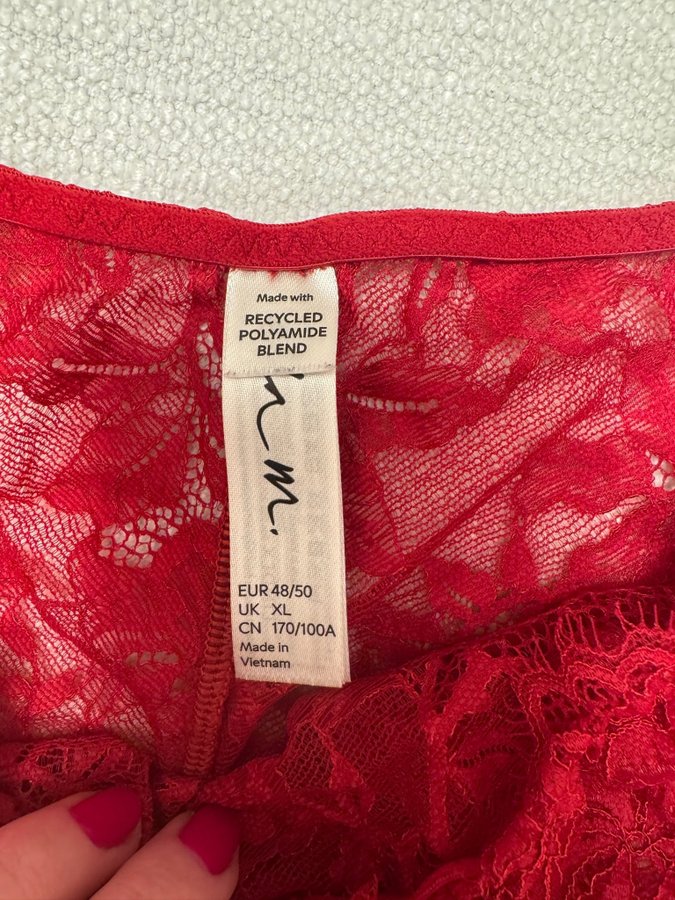 Made with
RECYCLED
POLYAMIDE
BLEND
m.
EUR 48/50
UK XL
CN 170/100A
Made in
Vietnam